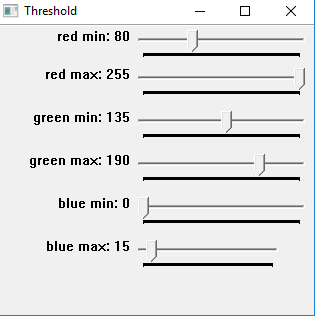 Threshold
red min: 80
red max: 255
green min: 135
green max: 190
blue min: 0
blue max: 15